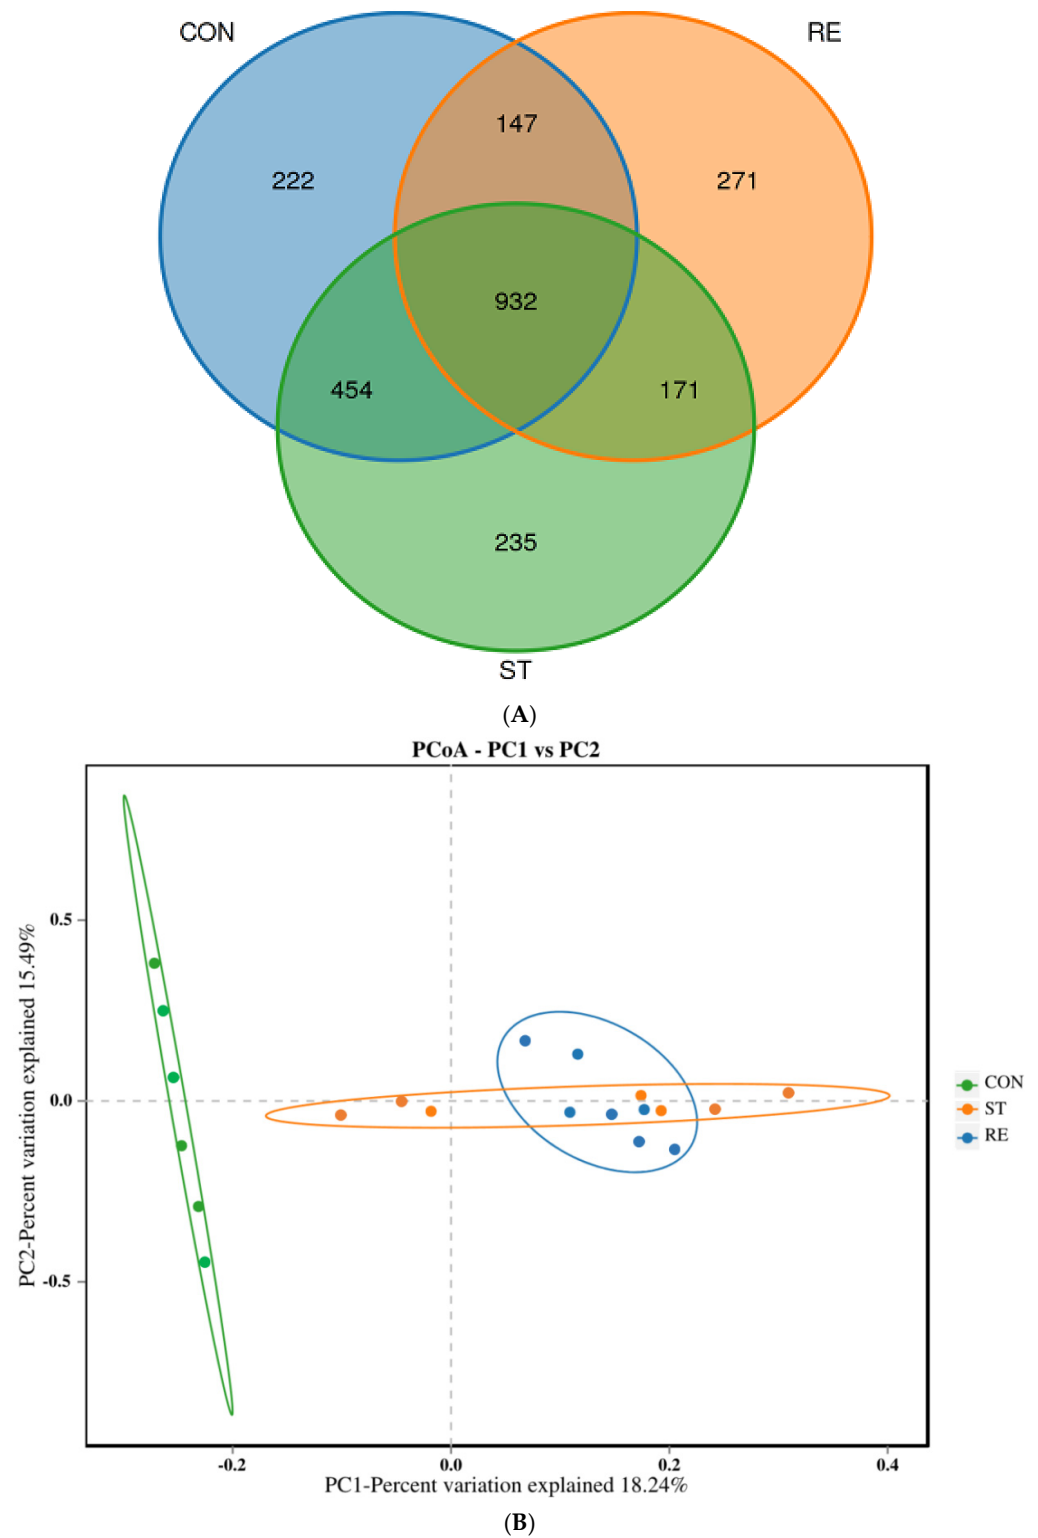 CON
RE
147
222
271
932
454
171
235
ST
(A)
PCoA - PC1 vs PC2
PC2-Percent variation explained 15.49%
0.5
0.0
-0.5
CON
ST
RE
-0.2
0.0
0.2
0.4
PC1-Percent variation explained 18.24%
(B)